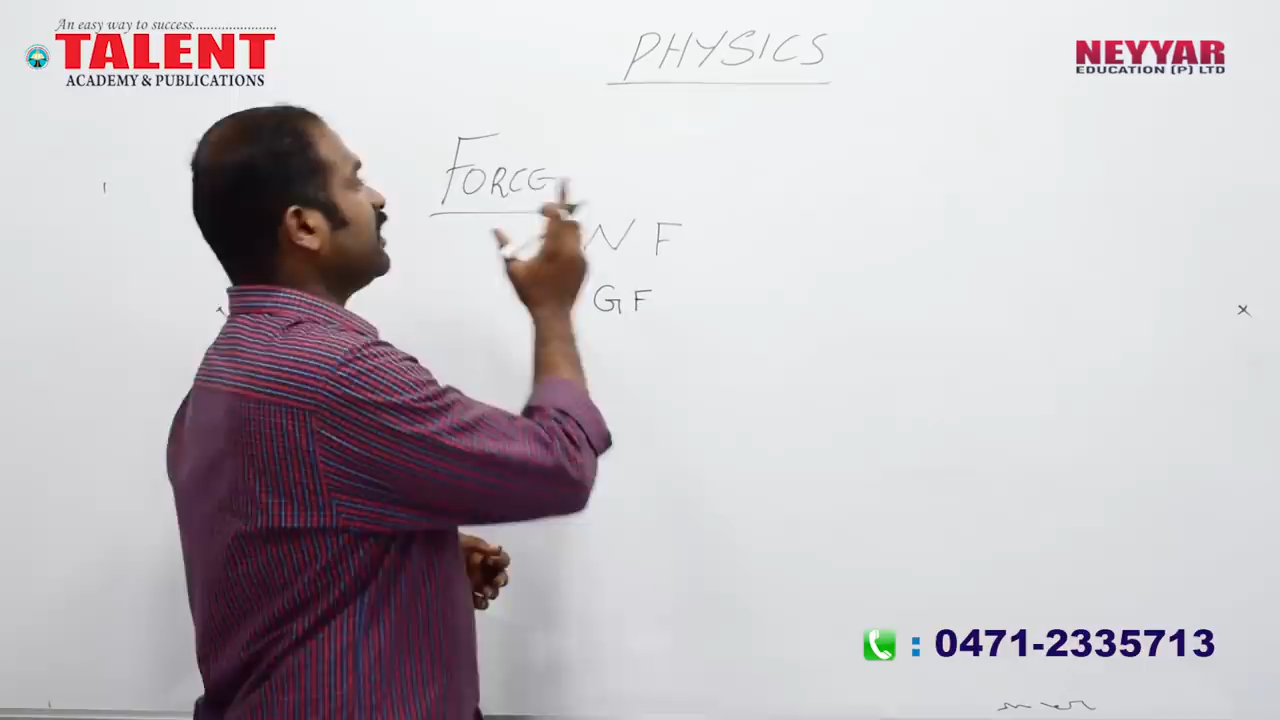 An easy way to success............................
TALENT
ACADEMY & PUBLICATIONS
PHYSICS
NEYYAR
EDUCATION (P) LTD
FORCE
N F
G F
: 0471-2335713